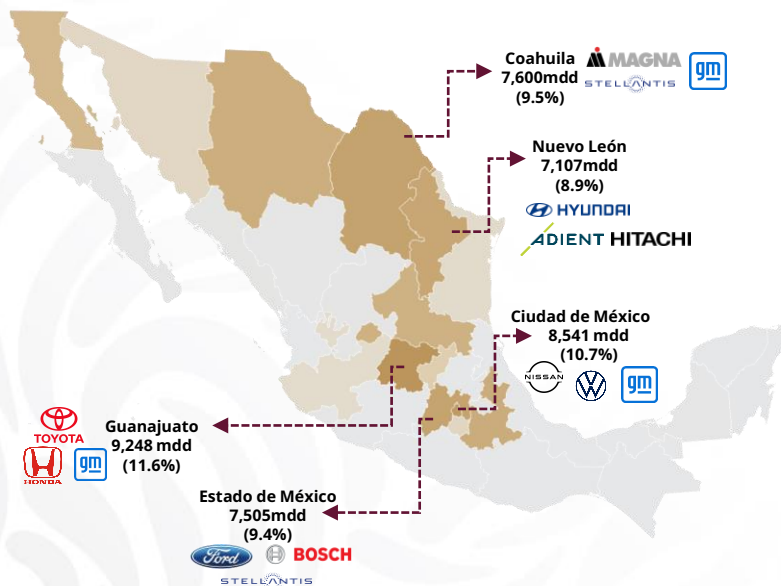 Coahuila
7,600mdd
(9.5%)
MAGNA
STELLANTIS
gm
Nuevo León
7,107mdd
(8.9%)
HYUNDAI
ADIENT HITACHI
Ciudad de México
8,541 mdd
(10.7%)
NISSAN
gm
TOYOTA
HONDA
gm
Guanajuato
9,248 mdd
(11.6%)
Estado de México
7,505mdd
(9.4%)
Ford
BOSCH
STELLANTIS